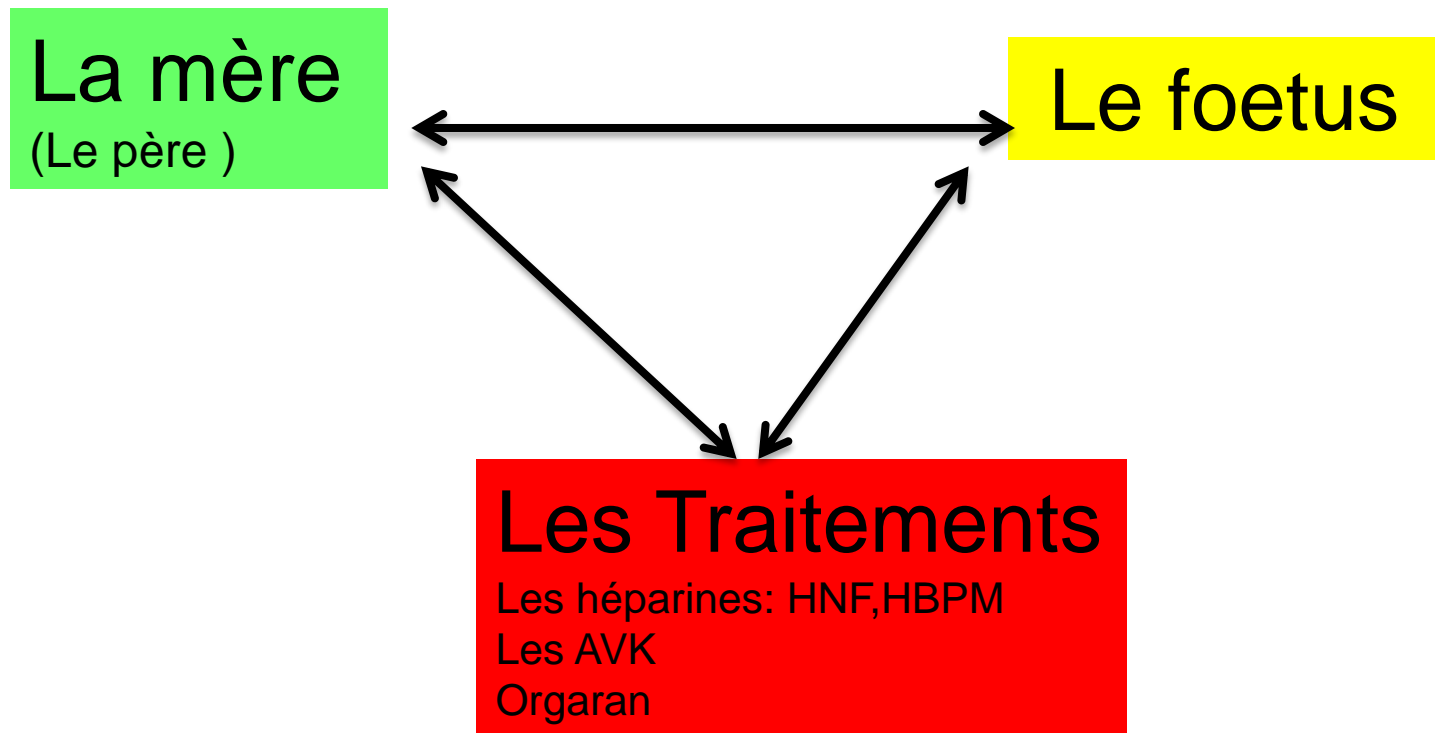 La mère
(Le père )
Le foetus
Les Traitements
Les héparines: HNF,HBPM
Les AVK
Orgaran